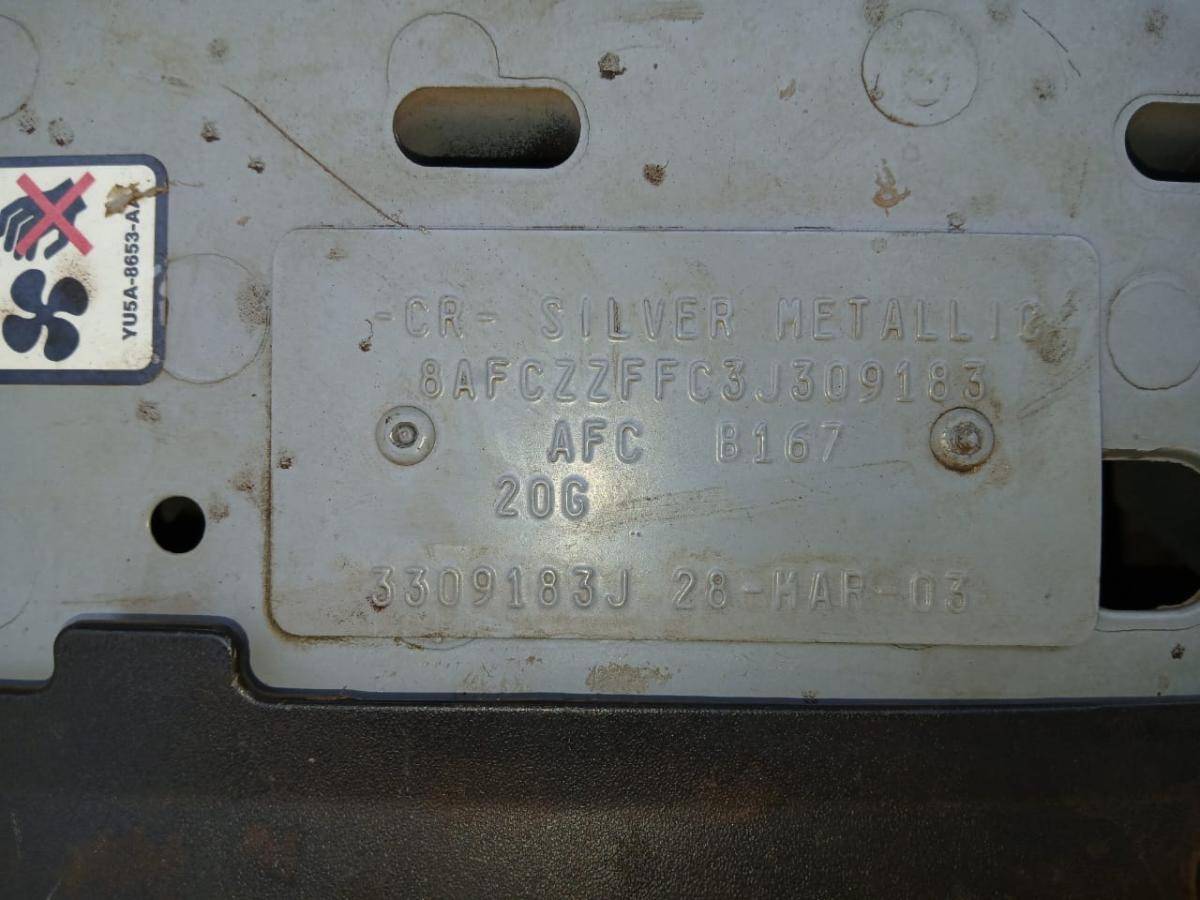 YU5A-8653-A
-CR- SILVER METALLIC
8AFCZZFFC3J309183
AFC B167
20G
3309183J 28-MAR-03